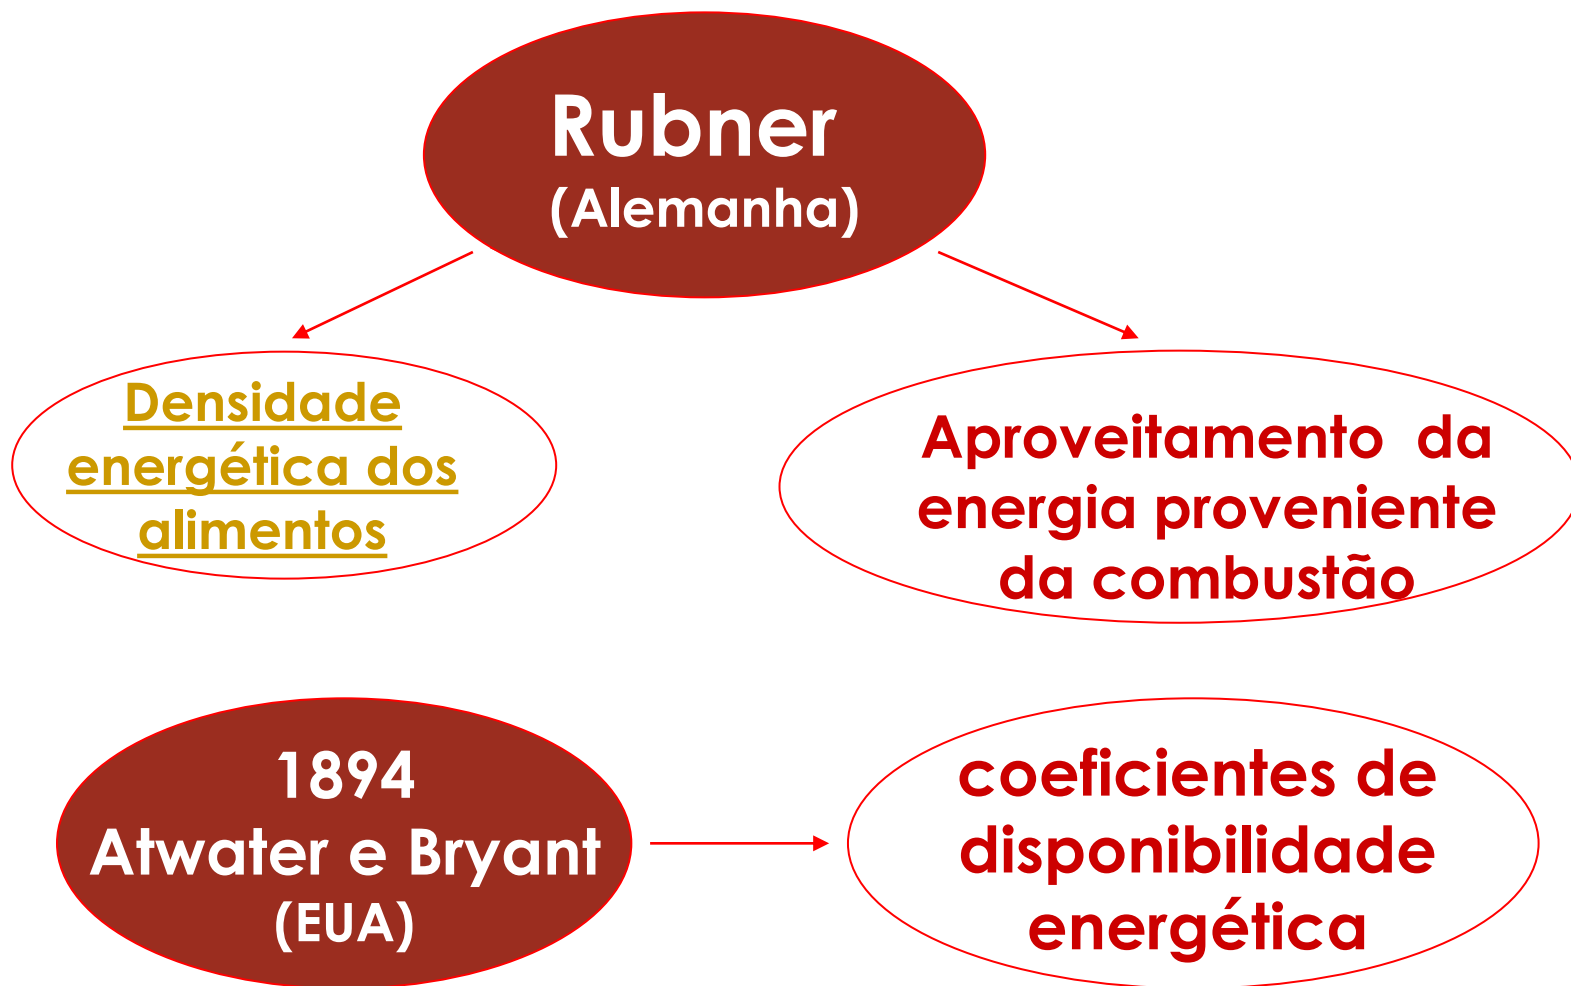 Rubner
(Alemanha)
Densidade
energética dos
alimentos
Aproveitamento da
energia proveniente
da combustão
1894
Atwater e Bryant
(EUA)
coeficientes de
disponibilidade
energética